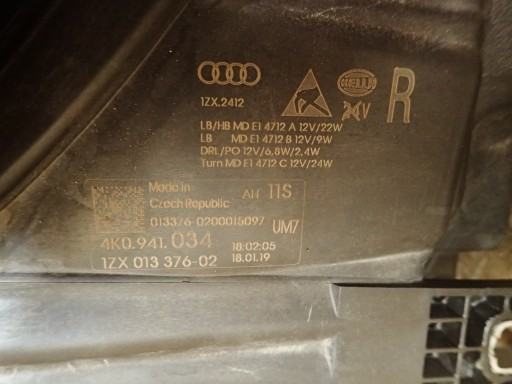 1ZX.2412
24V
R
LB/HB MD E1 4712 A 12V/22W
LB MD E1 4712 B 12V/9W
DRL/PO 12V/6,8W/2,4W
Turn MD E1 4712 C 12V/24W
Made in
Czech Republic
AH 11S
013376-0200015097 UM7
4K0.941.034 18:02:05
1ZX 013 376-02 18.01.19